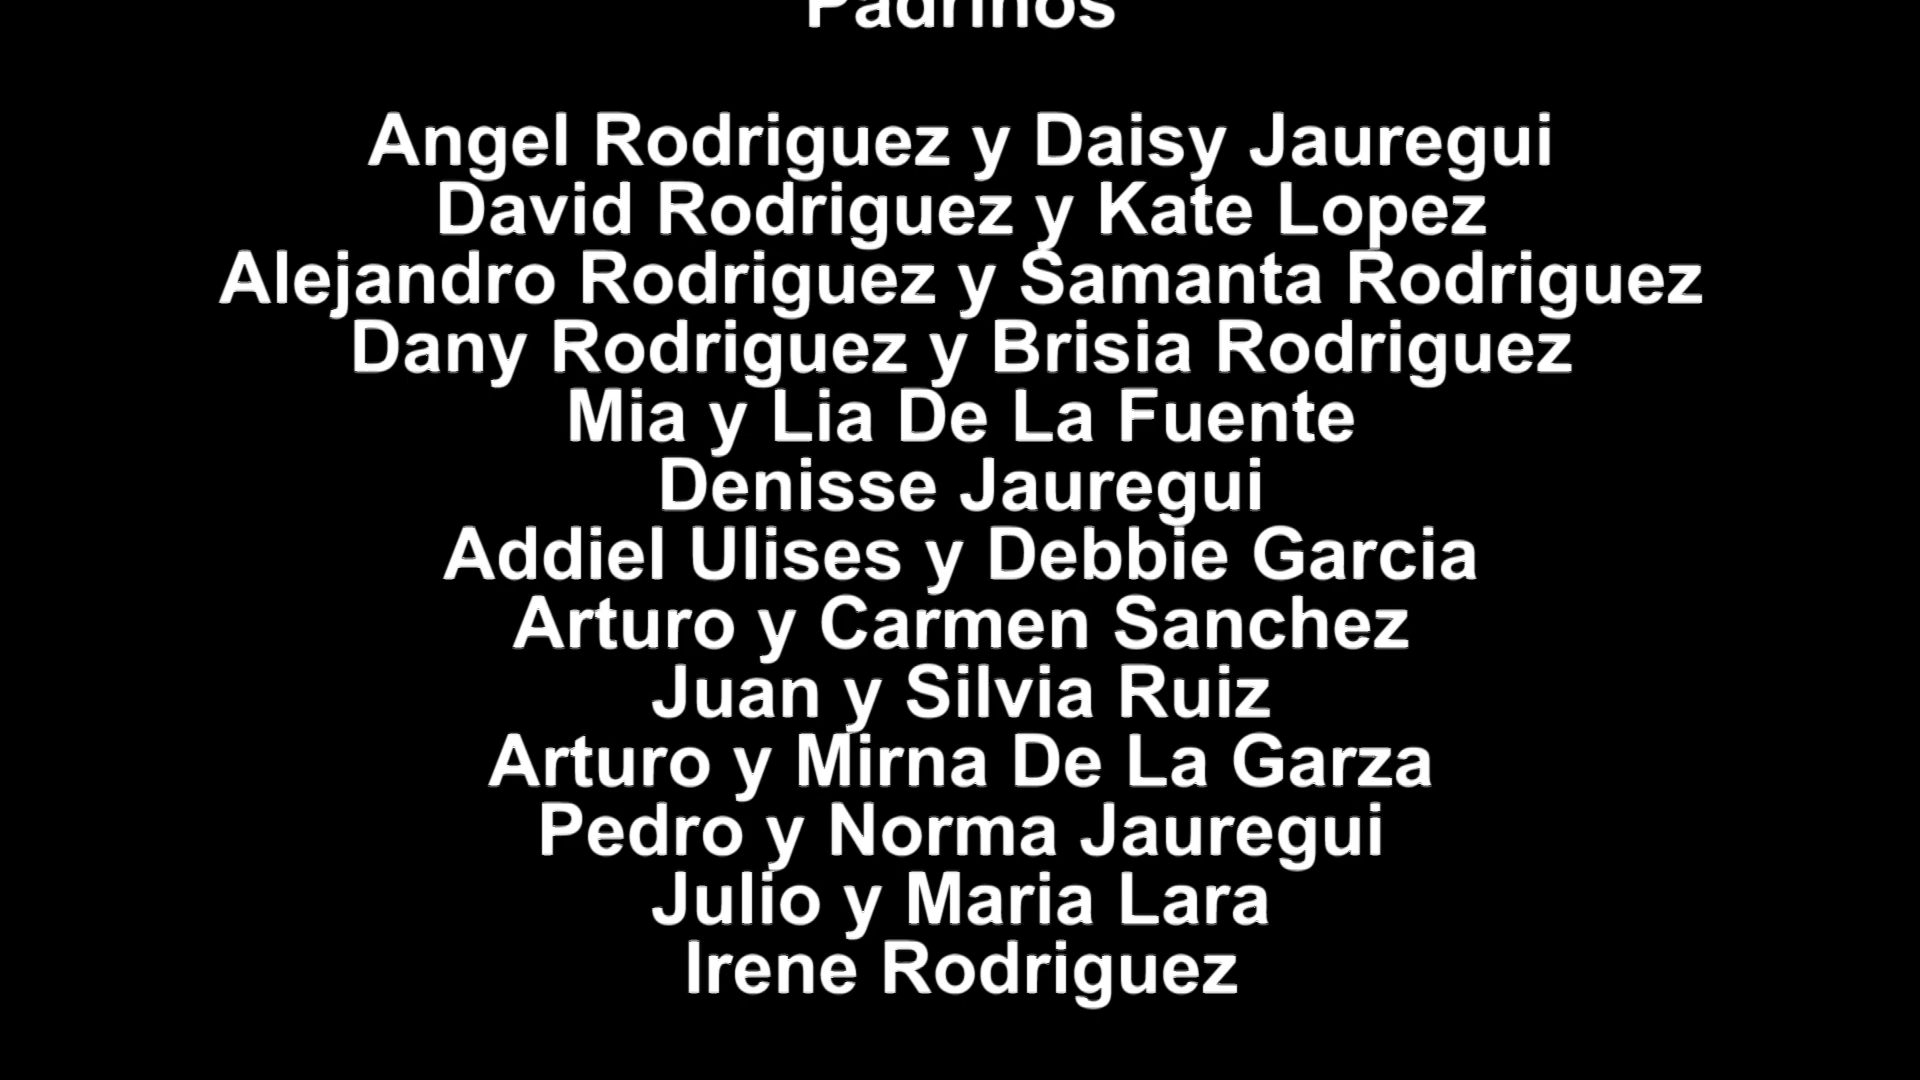 Padrinos
Angel Rodriguez y Daisy Jauregui
David Rodriguez y Kate Lopez
Alejandro Rodriguez y Samanta Rodriguez
Dany Rodriguez y Brisia Rodriguez
Mia y Lia De La Fuente
Denisse Jauregui
Addiel Ulises y Debbie Garcia
Arturo y Carmen Sanchez
Juan y Silvia Ruiz
Arturo y Mirna De La Garza
Pedro y Norma Jauregui
Julio y Maria Lara
Irene Rodriguez